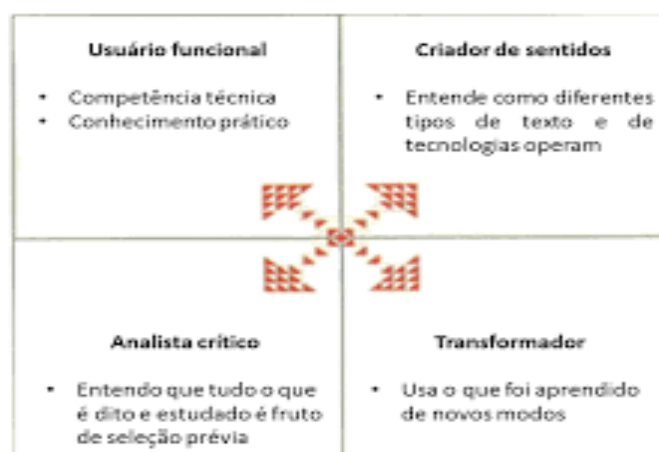 Usuário funcional
• Competência técnica
• Conhecimento prático
Criador de sentidos
• Entende como diferentes
tipos de texto e de
tecnologias operam
Analista crítico
• Entendo que tudo o que
é dito e estudado é fruto
de seleção prévia
Transformador
• Usa o que foi aprendido
de novos modos